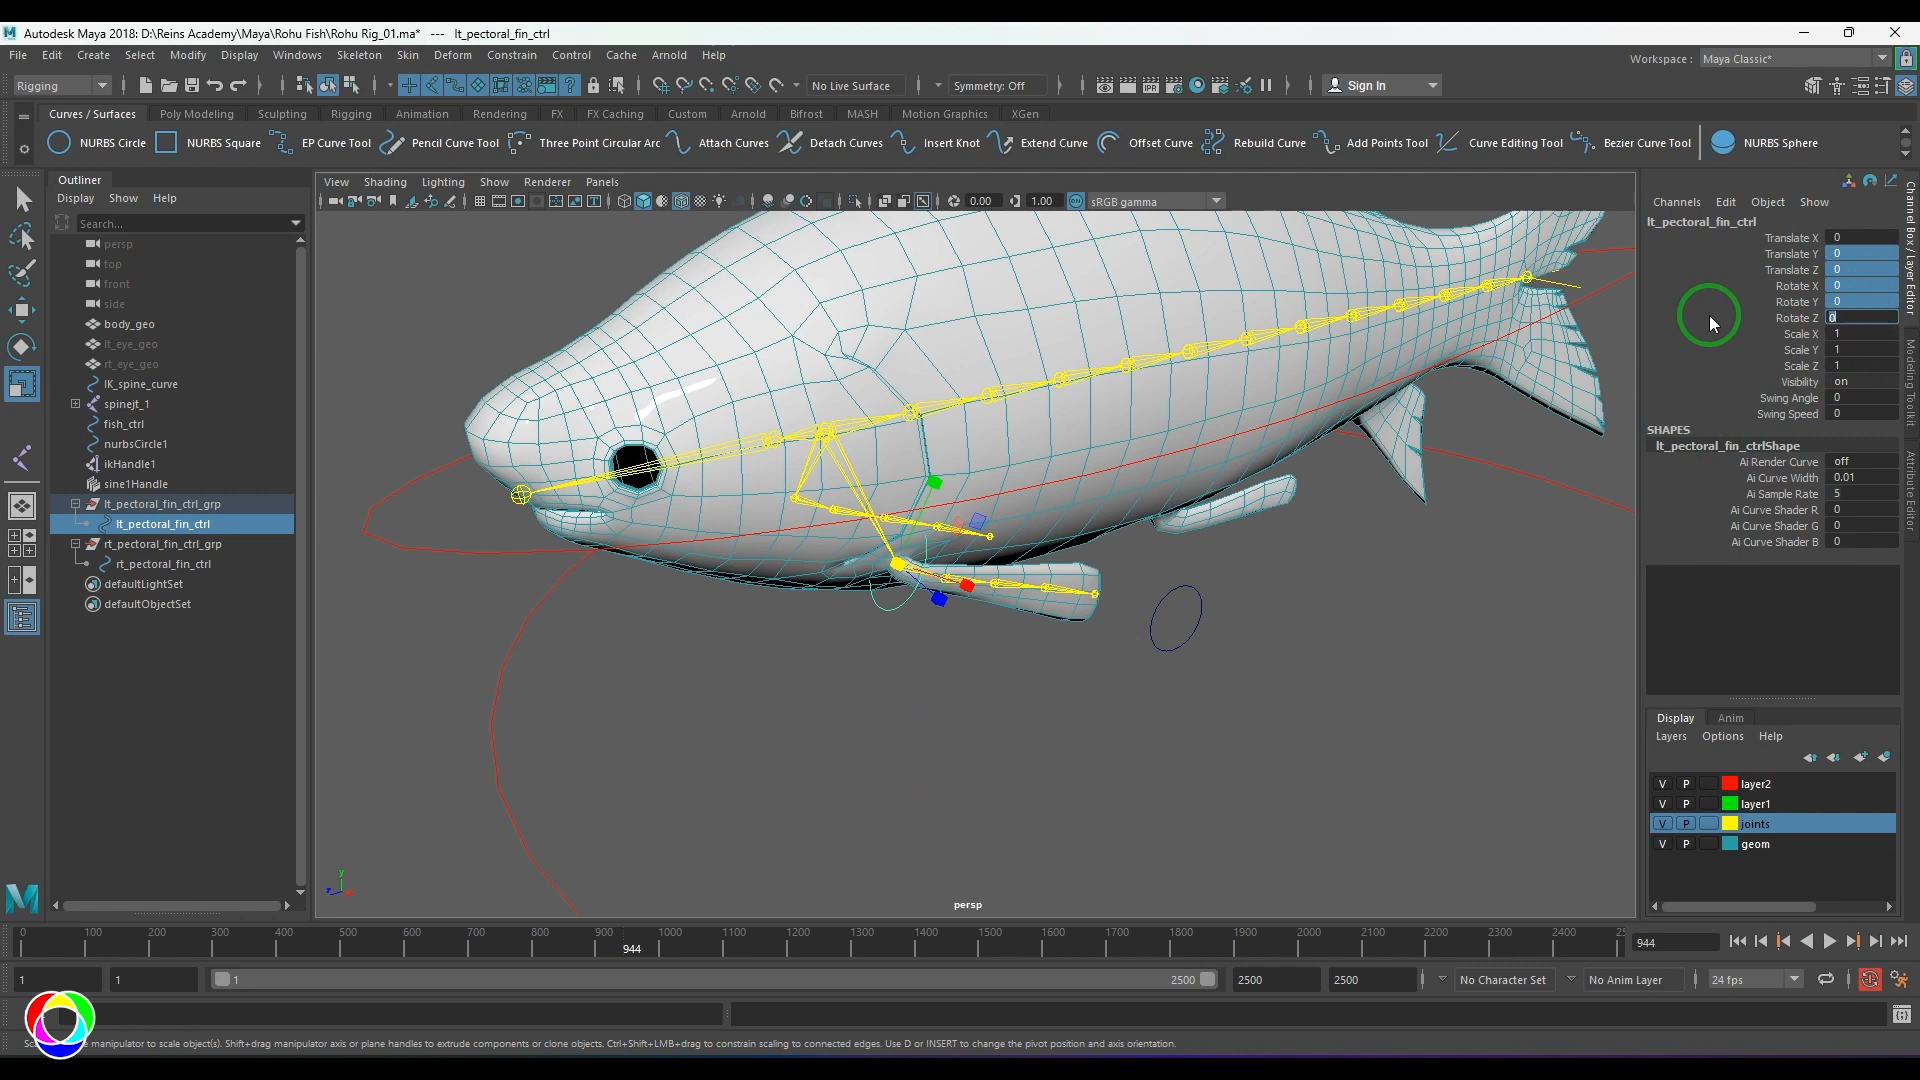 Autodesk Maya 2018: D:\Reins Academy\Maya\Rohu Fish\Rohu Rig_01.ma* --- lt_pectoral_fin_ctrl
File Edit Create Select Modify Display Windows Skeleton Skin Deform Constrain Control Cache Arnold Help
Workspace : Maya Classic*
Rigging No Live Surface Symmetry: Off Sign In
Curves / Surfaces Poly Modeling Sculpting Rigging Animation Rendering FX FX Caching Custom Arnold Bifrost MASH Motion Graphics XGen
NURBS Circle NURBS Square EP Curve Tool Pencil Curve Tool Three Point Circular Arc Attach Curves Detach Curves Insert Knot Extend Curve Offset Curve Rebuild Curve Add Points Tool Curve Editing Tool Bezier Curve Tool NURBS Sphere
Outliner
Display Show Help
Search...
persp
top
front
side
body_geo
lt_eye_geo
rt_eye_geo
IK_spine_curve
spinejt_1
fish_ctrl
nurbsCircle1
ikHandle1
sine1Handle
lt_pectoral_fin_ctrl_grp
lt_pectoral_fin_ctrl
rt_pectoral_fin_ctrl_grp
rt_pectoral_fin_ctrl
defaultLightSet
defaultObjectSet
View Shading Lighting Show Renderer Panels
0.00 1.00 ON sRGB gamma
persp
Channels Edit Object Show
lt_pectoral_fin_ctrl
Translate X 0
Translate Y 0
Translate Z 0
Rotate X 0
Rotate Y 0
Rotate Z 0
Scale X 1
Scale Y 1
Scale Z 1
Visibility on
Swing Angle 0
Swing Speed 0
SHAPES
lt_pectoral_fin_ctrlShape
Ai Render Curve off
Ai Curve Width 0.01
Ai Sample Rate 5
Ai Curve Shader R 0
Ai Curve Shader G 0
Ai Curve Shader B 0
Channel Box / Layer Editor
Modeling Toolkit
Attribute Editor
Display Anim
Layers Options Help
V P layer2
V P layer1
V P joints
V P geom
0 100 200 300 400 500 600 700 800 900 1000 1100 1200 1300 1400 1500 1600 1700 1800 1900 2000 2100 2200 2300 2400
944
944
1 1 1 2500 2500 2500 No Character Set No Anim Layer 24 fps
manipulator to scale object(s). Shift+drag manipulator axis or plane handles to extrude components or clone objects. Ctrl+Shift+LMB+drag to constrain scaling to connected edges. Use D or INSERT to change the pivot position and axis orientation.